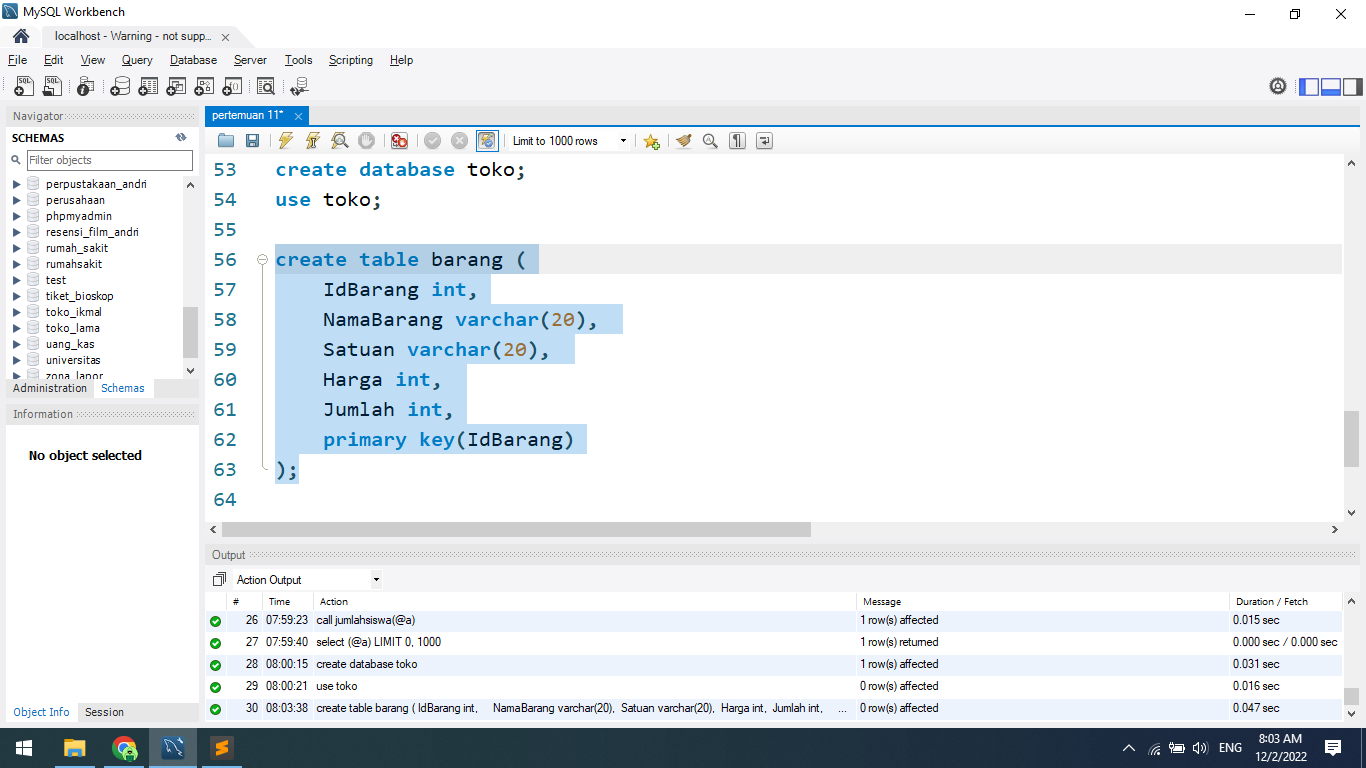 MySQL Workbench
localhost - Warning - not supp...
File Edit View Query Database Server Tools Scripting Help
Navigator
SCHEMAS
Filter objects
perpustakaan_andri
perusahaan
phpmyadmin
resensi_film_andri
rumah_sakit
rumahsakit
test
tiket_bioskop
toko_ikmal
toko_lama
uang_kas
universitas
zona_lapor
Administration Schemas
Information
No object selected
Object Info Session
pertemuan 11*
Limit to 1000 rows
53 create database toko;
54 use toko;
55
56 create table barang (
57 IdBarang int,
58 NamaBarang varchar(20),
59 Satuan varchar(20),
60 Harga int,
61 Jumlah int,
62 primary key(IdBarang)
63 );
64
Output
Action Output
# Time Action Message Duration / Fetch
26 07:59:23 call jumlahsiswa(@a) 1 row(s) affected 0.015 sec
27 07:59:40 select (@a) LIMIT 0, 1000 1 row(s) returned 0.000 sec / 0.000 sec
28 08:00:15 create database toko 1 row(s) affected 0.031 sec
29 08:00:21 use toko 0 row(s) affected 0.016 sec
30 08:03:38 create table barang ( IdBarang int, NamaBarang varchar(20), Satuan varchar(20), Harga int, Jumlah int, ... 0 row(s) affected 0.047 sec
ENG
8:03 AM
12/2/2022